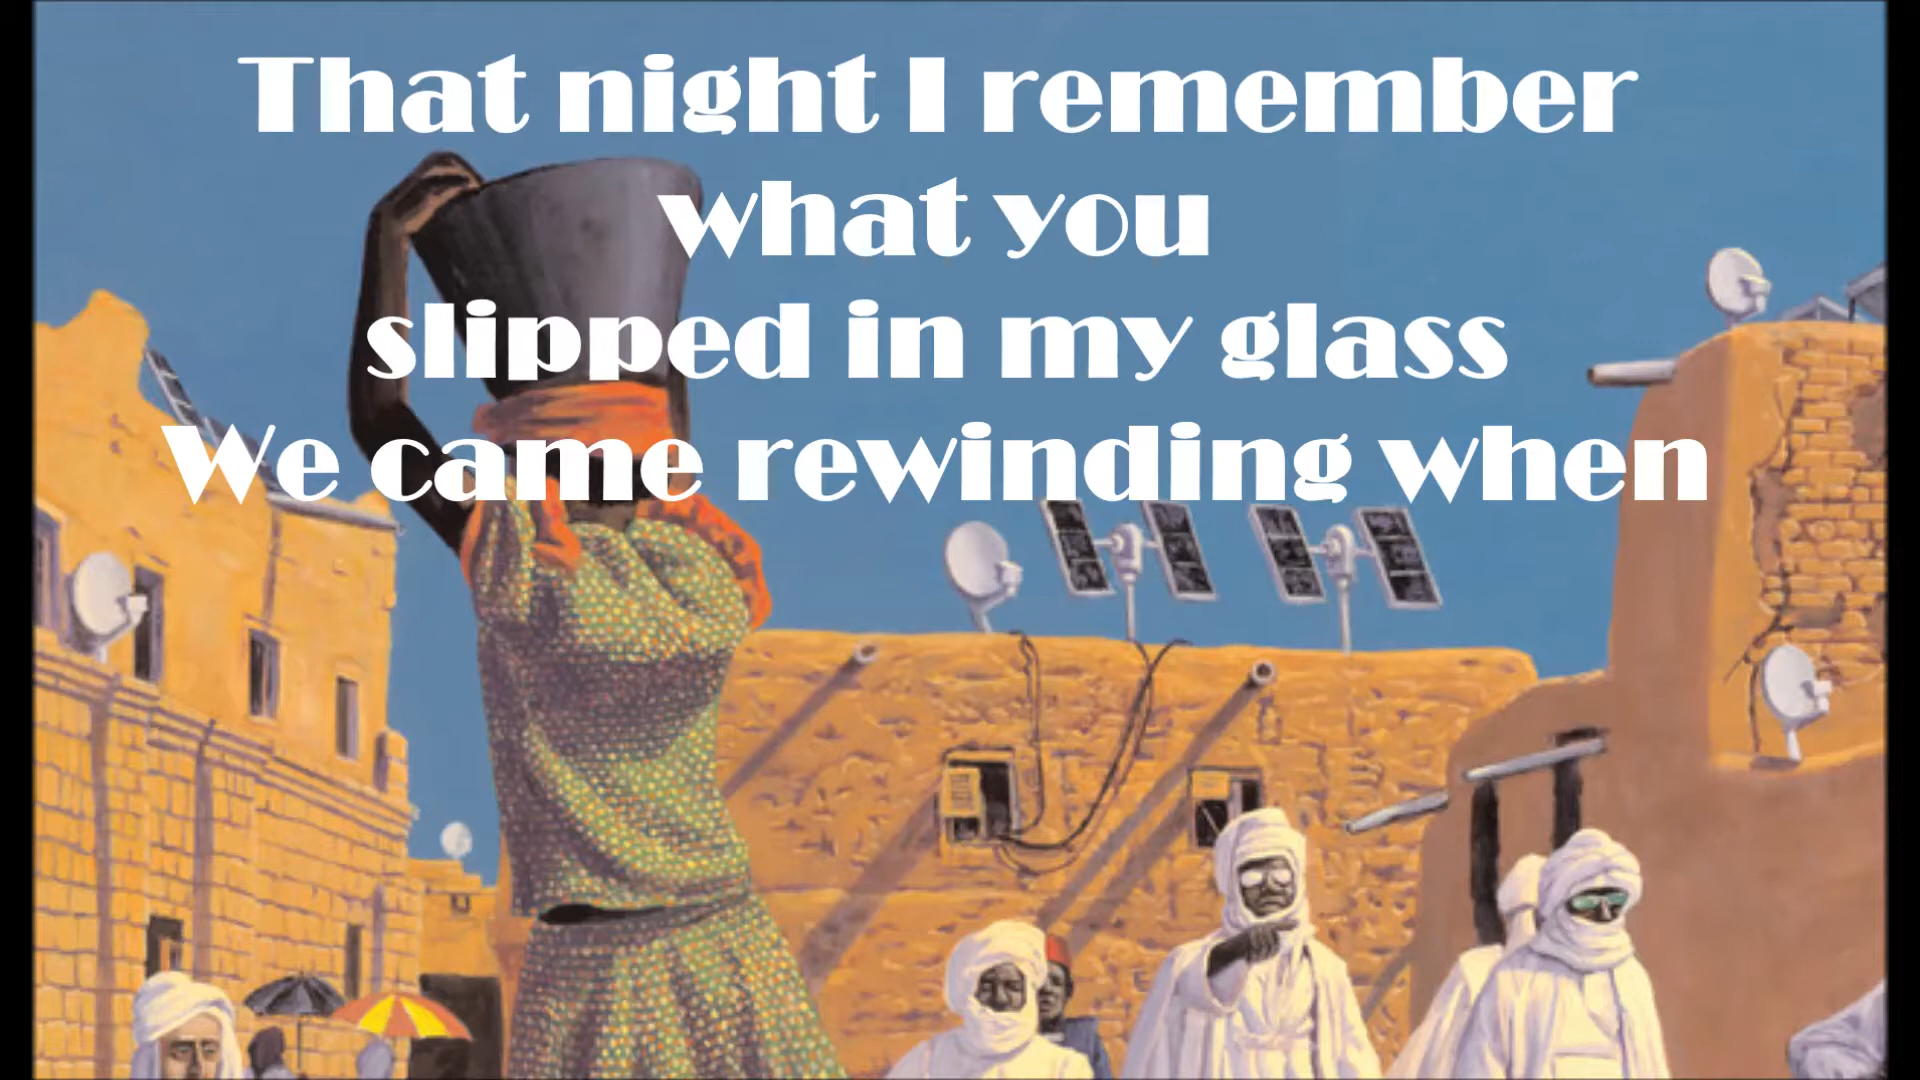 That night I remember
what you
slipped in my glass
We came rewinding when